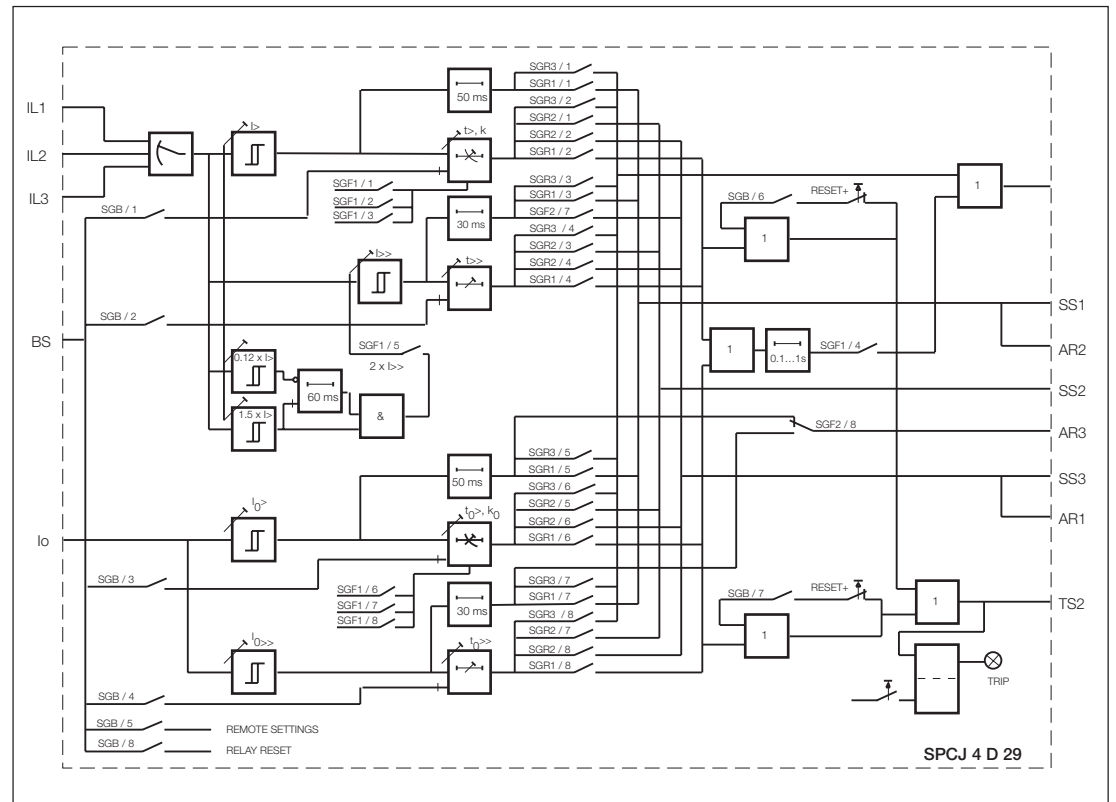 IL1
IL2
IL3
BS
Io
I>
SGB / 1
SGB / 2
I>>
0.12 x I>
1.5 x I>
60 ms
&
SGF1 / 5
2 x I>>
50 ms
t>, k
SGF1 / 1
SGF1 / 2
SGF1 / 3
30 ms
t>>
SGR3 / 1
SGR1 / 1
SGR3 / 2
SGR2 / 1
SGR2 / 2
SGR1 / 2
SGR3 / 3
SGR1 / 3
SGF2 / 7
SGR3 / 4
SGR2 / 3
SGR2 / 4
SGR1 / 4
SGB / 6
RESET+
1
1
1
0.1...1s
SGF1 / 4
SGF2 / 8
I0>
SGB / 3
I0>>
SGB / 4
SGB / 5
REMOTE SETTINGS
SGB / 8
RELAY RESET
50 ms
t0>, k0
SGF1 / 6
SGF1 / 7
SGF1 / 8
30 ms
t0>>
SGR3 / 5
SGR1 / 5
SGR3 / 6
SGR2 / 5
SGR2 / 6
SGR1 / 6
SGR3 / 7
SGR1 / 7
SGR3 / 8
SGR2 / 7
SGR2 / 8
SGR1 / 8
SGB / 7
RESET+
1
1
TRIP
SS1
AR2
SS2
AR3
SS3
AR1
TS2
SPCJ 4 D 29